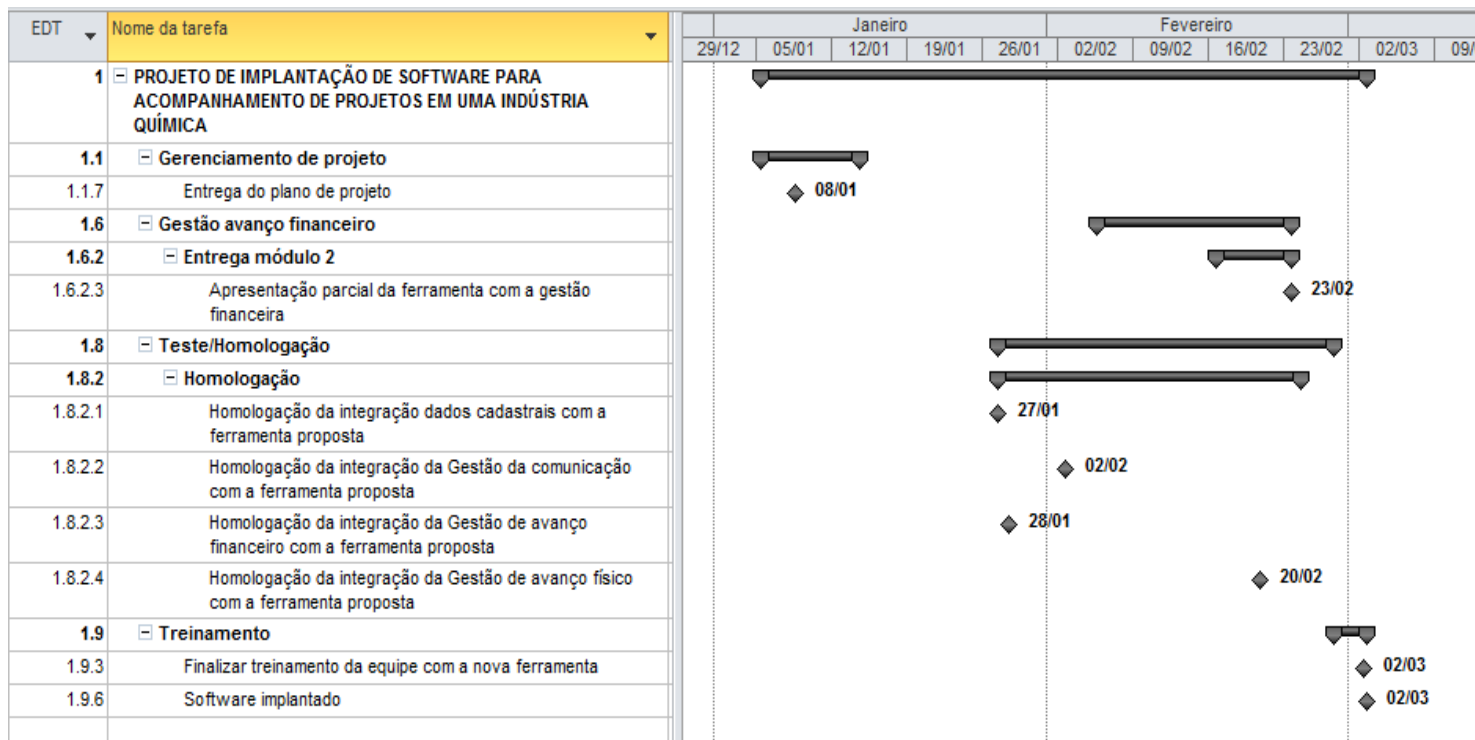 EDT Nome da tarefa Janeiro Fevereiro
29/12 05/01 12/01 19/01 26/01 02/02 09/02 16/02 23/02 02/03 09/
1 PROJETO DE IMPLANTAÇÃO DE SOFTWARE PARA
ACOMPANHAMENTO DE PROJETOS EM UMA INDÚSTRIA
QUÍMICA
1.1 Gerenciamento de projeto
1.1.7 Entrega do plano de projeto 08/01
1.6 Gestão avanço financeiro
1.6.2 Entrega módulo 2
1.6.2.3 Apresentação parcial da ferramenta com a gestão 23/02
financeira
1.8 Teste/Homologação
1.8.2 Homologação
1.8.2.1 Homologação da integração dados cadastrais com a 27/01
ferramenta proposta
1.8.2.2 Homologação da integração da Gestão da comunicação 02/02
com a ferramenta proposta
1.8.2.3 Homologação da integração da Gestão de avanço 28/01
financeiro com a ferramenta proposta
1.8.2.4 Homologação da integração da Gestão de avanço físico 20/02
com a ferramenta proposta
1.9 Treinamento
1.9.3 Finalizar treinamento da equipe com a nova ferramenta 02/03
1.9.6 Software implantado 02/03